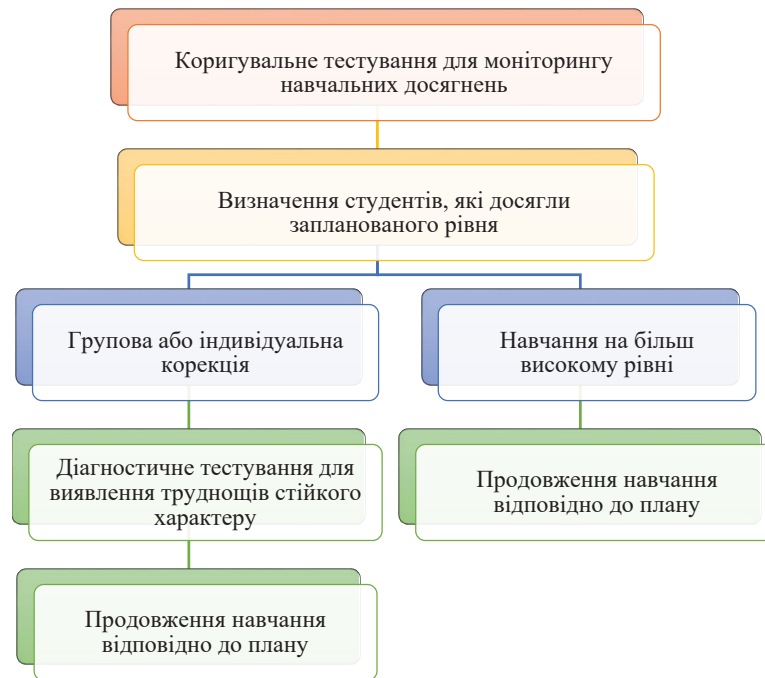 Коригувальне тестування для моніторингу
навчальних досягнень
Визначення студентів, які досягли
запланованого рівня
Групова або індивідуальна
корекція
Навчання на більш
високому рівні
Діагностичне тестування для
виявлення труднощів стійкого
характеру
Продовження навчання
відповідно до плану
Продовження навчання
відповідно до плану